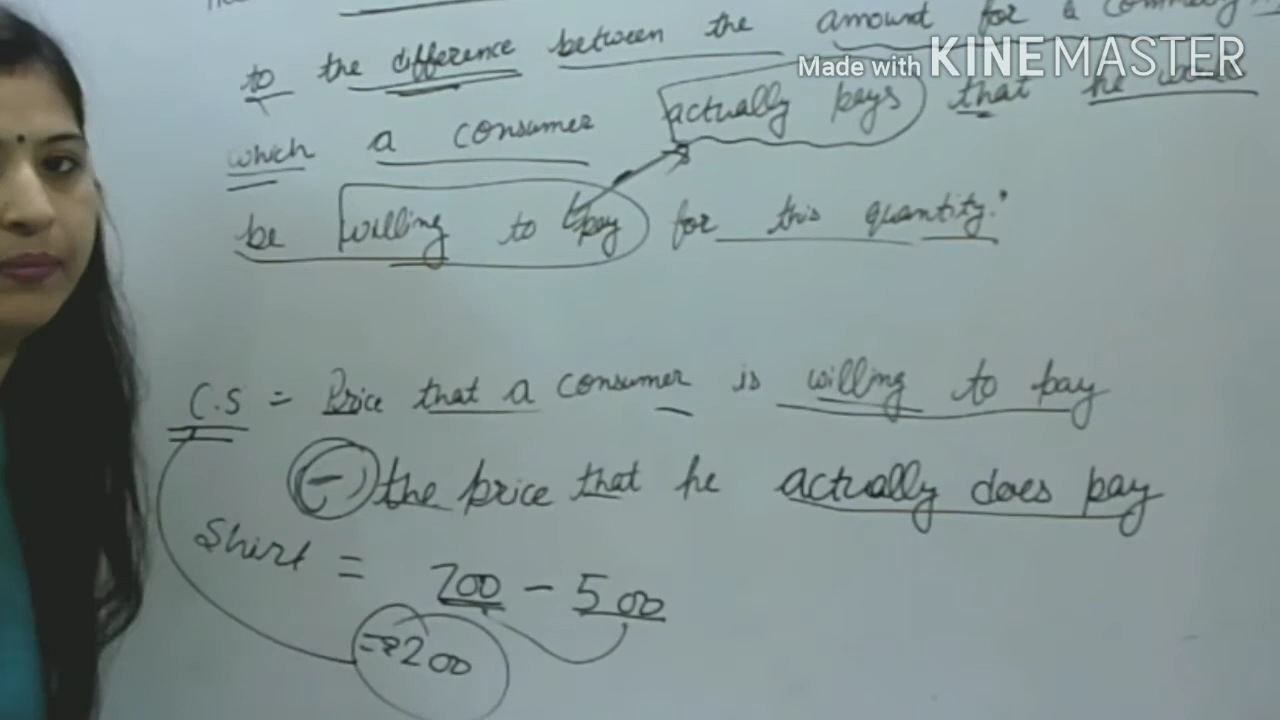 to the difference between the amount for a
Made with KINEMASTER
which a consumer actually pays that he would
be willing to pay for this quantity."
C.S = Price that a consumer is willing to pay
(-) the price that he actually does pay
Shirt = 700 - 500
= ₹200